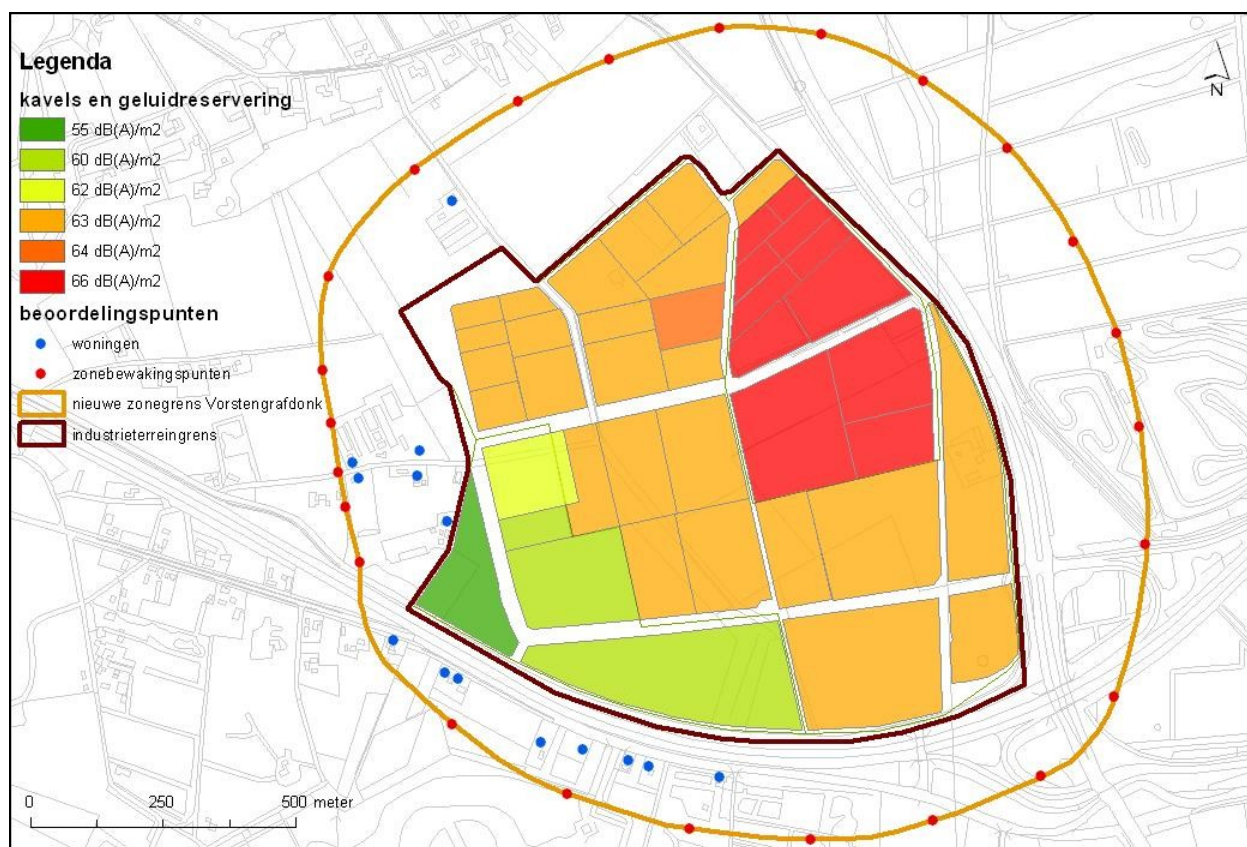 Legenda
kavels en geluidreservering
55 dB(A)/m2
60 dB(A)/m2
62 dB(A)/m2
63 dB(A)/m2
64 dB(A)/m2
66 dB(A)/m2
beoordelingspunten
woningen
zonebewakingspunten
nieuwe zonegrens Vorstengrafdonk
industrieterreingrens
N
0 250 500 meter